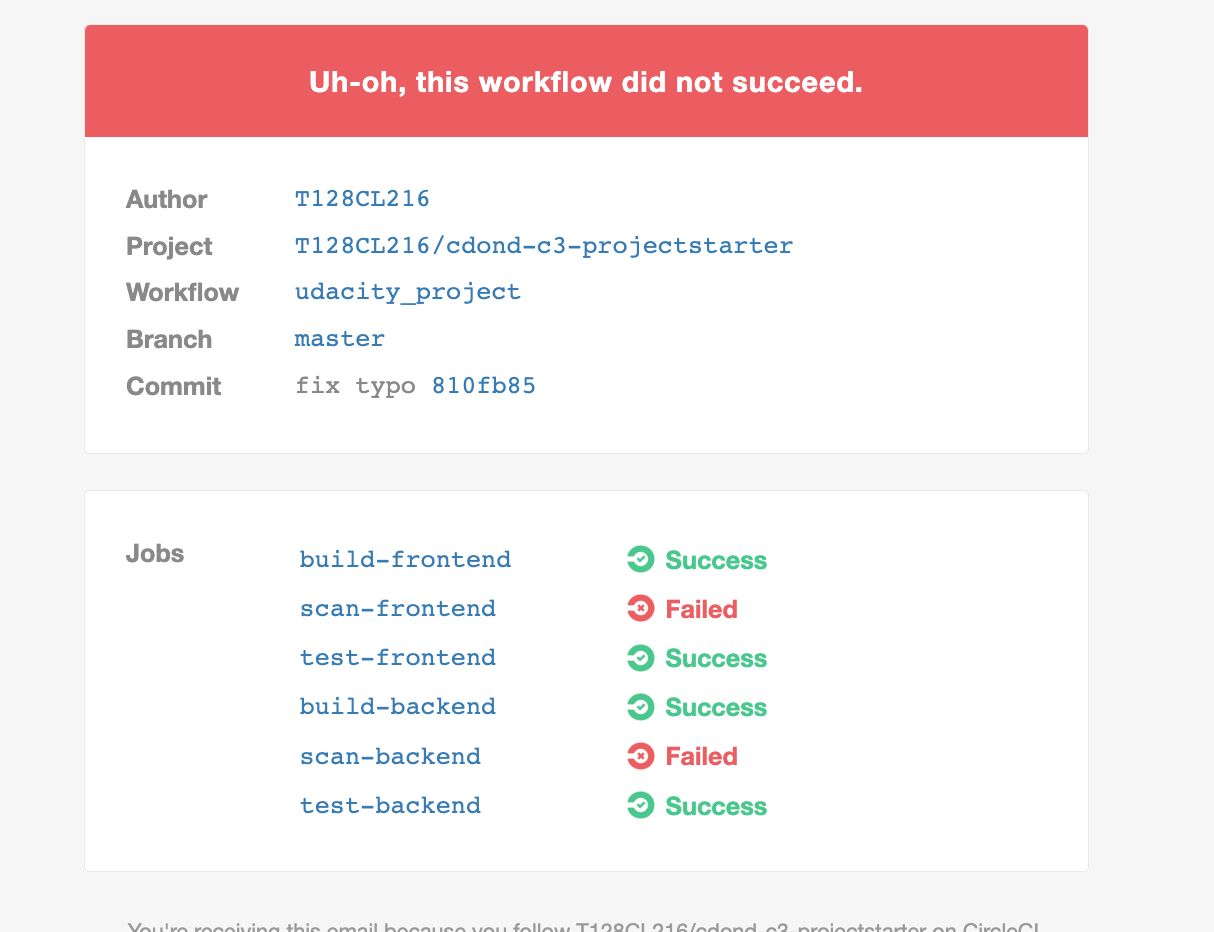 Uh-oh, this workflow did not succeed.
Author T128CL216
Project T128CL216/cdond-c3-projectstarter
Workflow udacity_project
Branch master
Commit fix typo 810fb85
Jobs build-frontend Success
scan-frontend Failed
test-frontend Success
build-backend Success
scan-backend Failed
test-backend Success
You're receiving this email because you follow T128CL216/cdond-c3-projectstarter on CircleCI